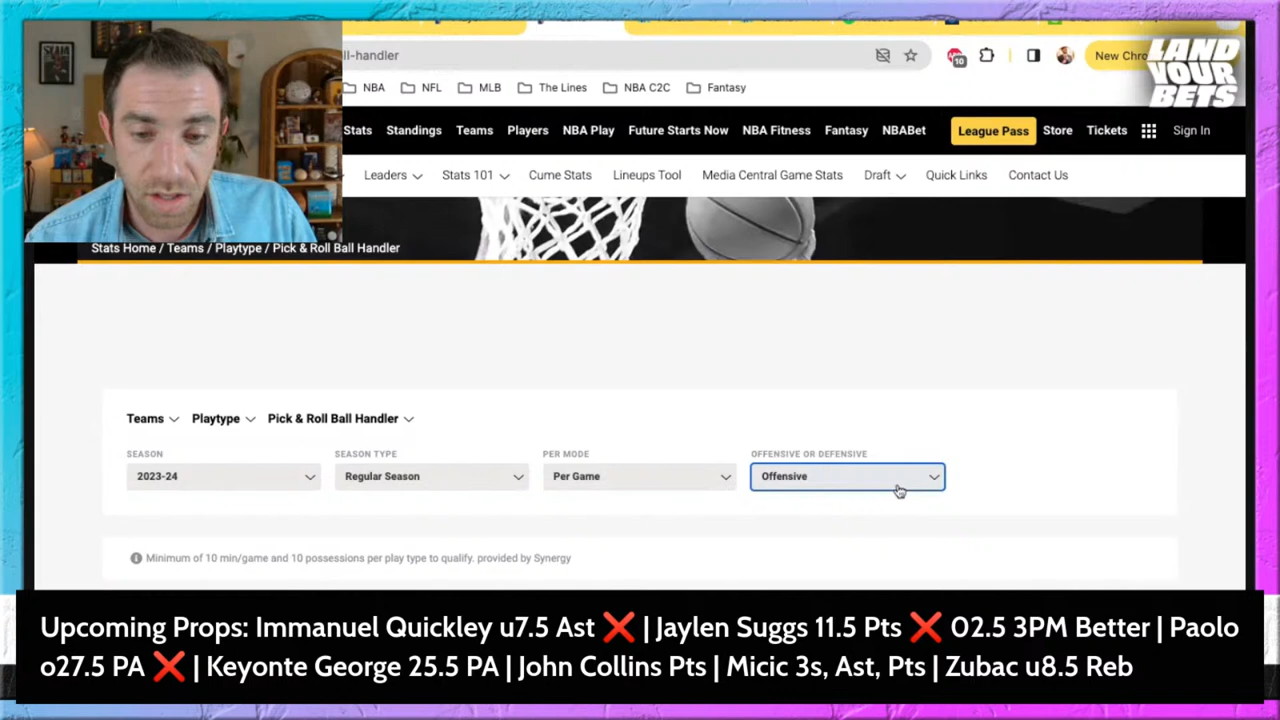 SLAM
ll-handler
10
New Chro
LAND
YOUR
BETS
NBA NFL MLB The Lines NBA C2C Fantasy
Stats Standings Teams Players NBA Play Future Starts Now NBA Fitness Fantasy NBABet League Pass Store Tickets Sign In
Leaders Stats 101 Cume Stats Lineups Tool Media Central Game Stats Draft Quick Links Contact Us
Stats Home / Teams / Playtype / Pick & Roll Ball Handler
Teams Playtype Pick & Roll Ball Handler
SEASON SEASON TYPE PER MODE OFFENSIVE OR DEFENSIVE
2023-24 Regular Season Per Game Offensive
Minimum of 10 min/game and 10 possessions per play type to qualify. provided by Synergy
Upcoming Props: Immanuel Quickley u7.5 Ast ❌ | Jaylen Suggs 11.5 Pts ❌ O2.5 3PM Better | Paolo
o27.5 PA ❌ | Keyonte George 25.5 PA | John Collins Pts | Micic 3s, Ast, Pts | Zubac u8.5 Reb